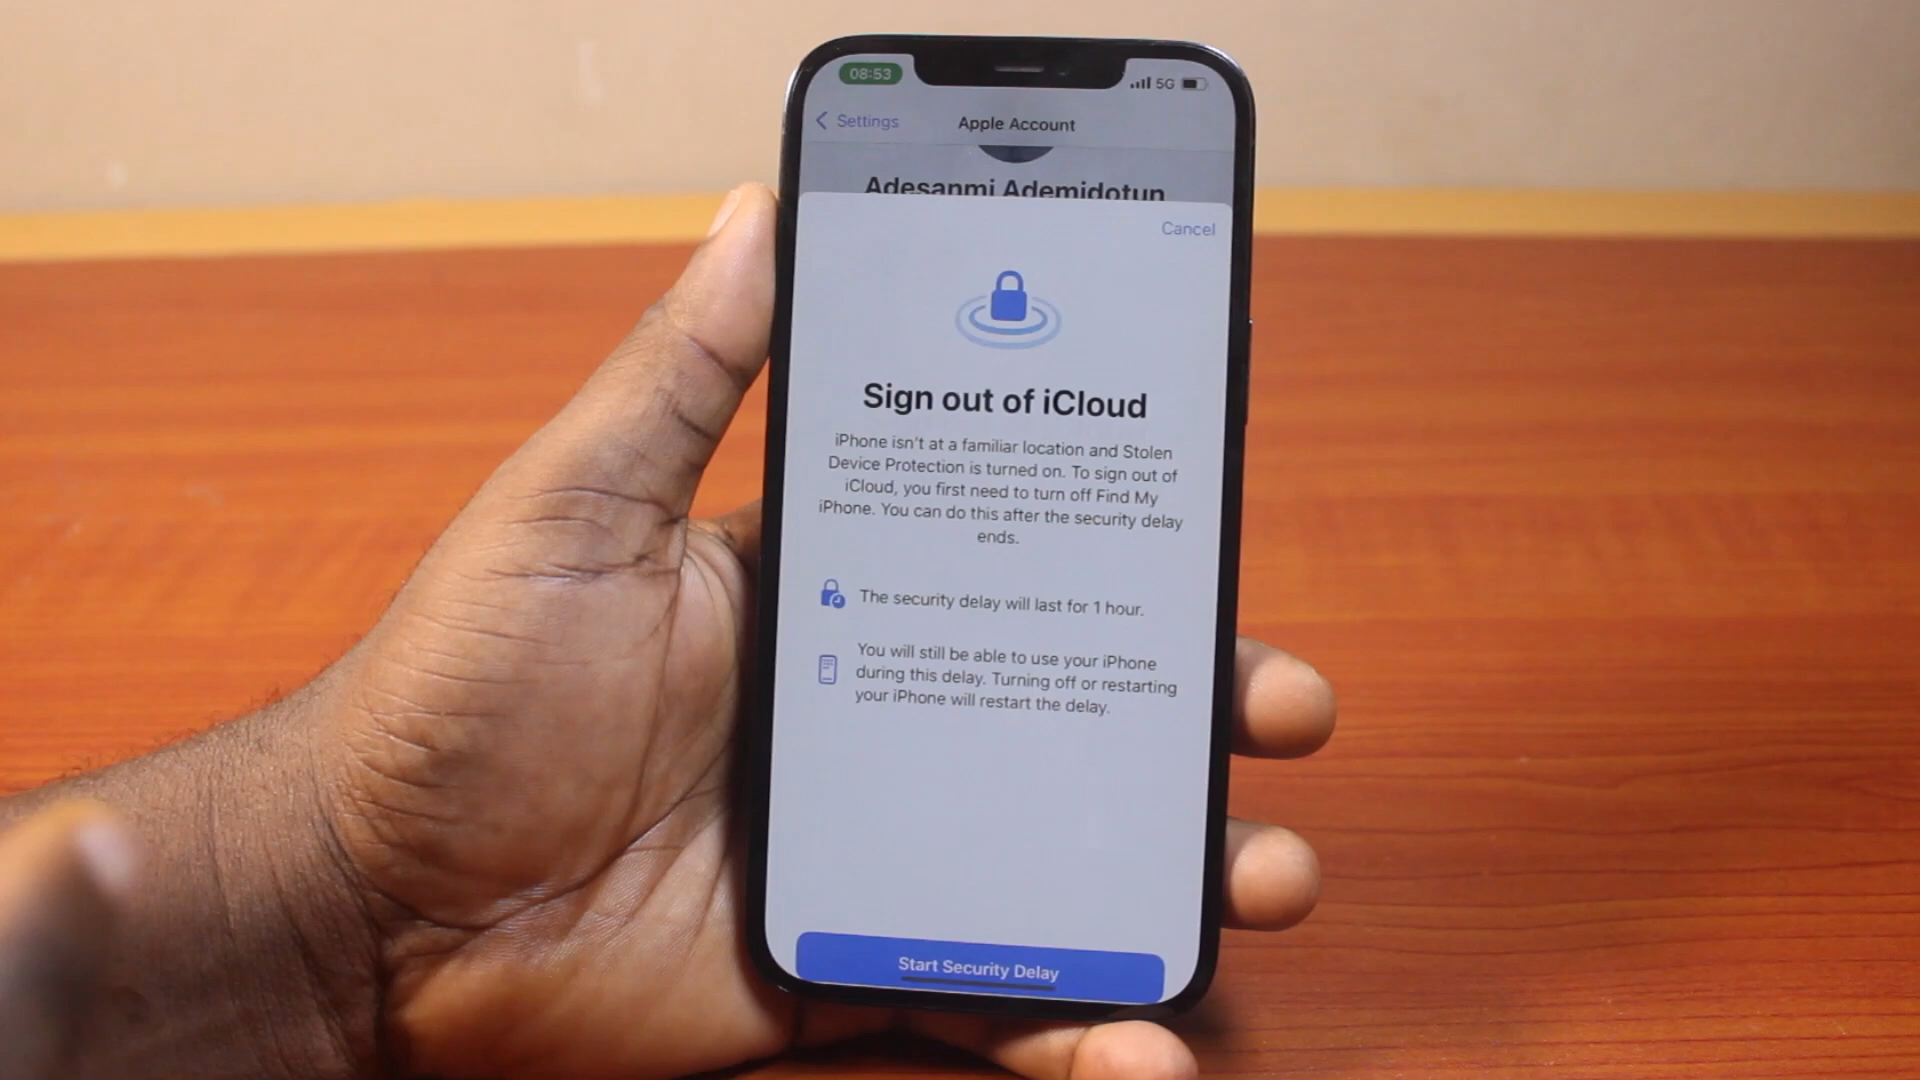 08:53
5G
Settings
Apple Account
Adesanmi Ademidotun
Cancel
Sign out of iCloud
iPhone isn't at a familiar location and Stolen
Device Protection is turned on. To sign out of
iCloud, you first need to turn off Find My
iPhone. You can do this after the security delay
ends.
The security delay will last for 1 hour.
You will still be able to use your iPhone
during this delay. Turning off or restarting
your iPhone will restart the delay.
Start Security Delay